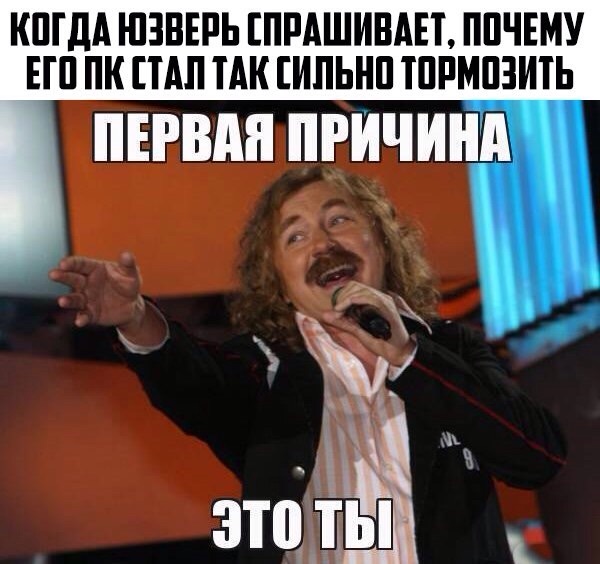 КОГДА ЮЗВЕРЬ СПРАШИВАЕТ, ПОЧЕМУ
ЕГО ПК СТАЛ ТАК СИЛЬНО ТОРМОЗИТЬ
ПЕРВАЯ ПРИЧИНА
ЭТО ТЫ